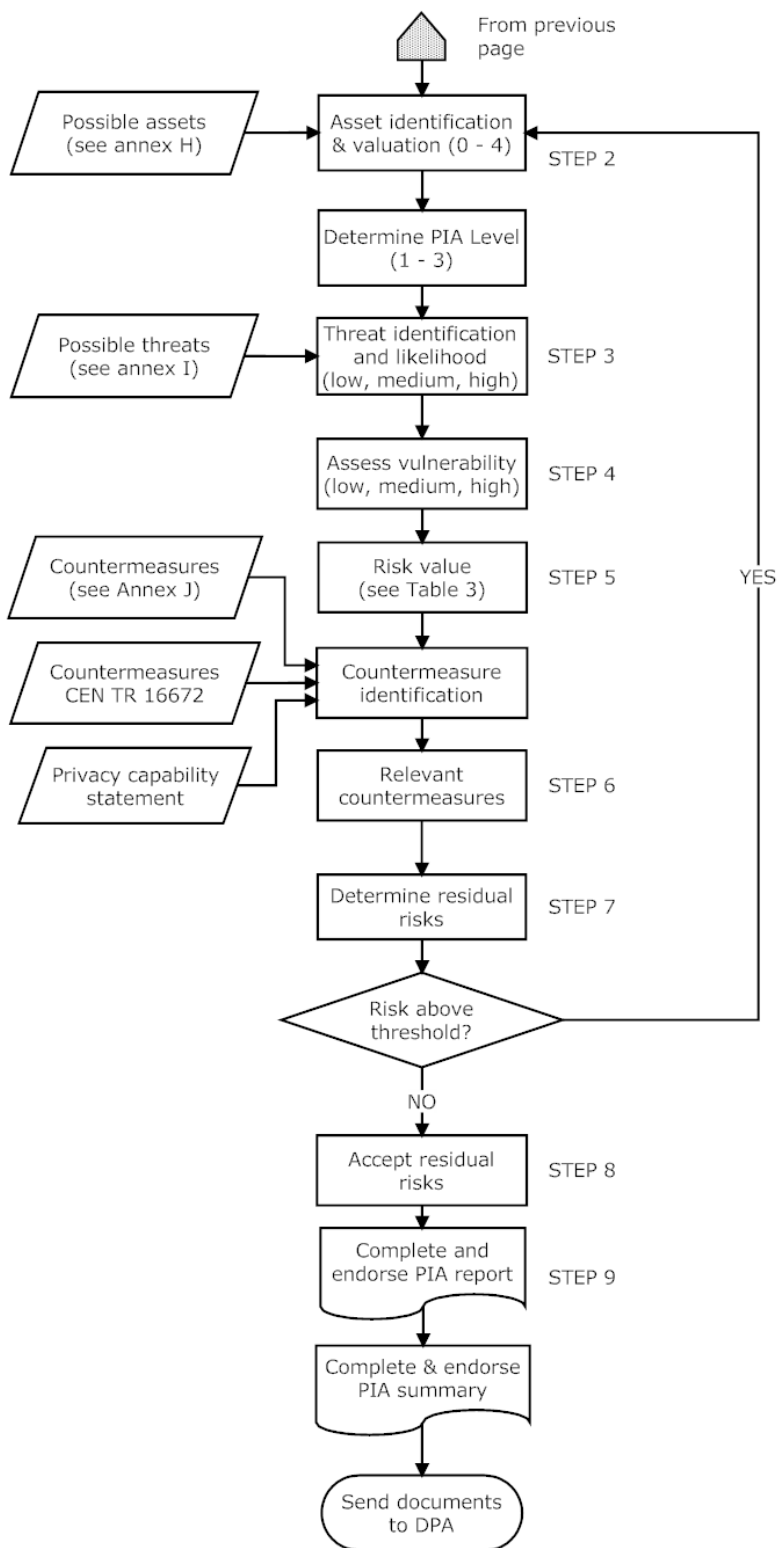 From previous
page
Possible assets
(see annex H)
Asset identification
& valuation (0 - 4)
STEP 2
Determine PIA Level
(1 - 3)
Possible threats
(see annex I)
Threat identification
and likelihood
(low, medium, high)
STEP 3
Assess vulnerability
(low, medium, high)
STEP 4
Countermeasures
(see Annex J)
Risk value
(see Table 3)
STEP 5
YES
Countermeasures
CEN TR 16672
Countermeasure
identification
Privacy capability
statement
Relevant
countermeasures
STEP 6
Determine residual
risks
STEP 7
Risk above
threshold?
NO
Accept residual
risks
STEP 8
Complete and
endorse PIA report
STEP 9
Complete & endorse
PIA summary
Send documents
to DPA